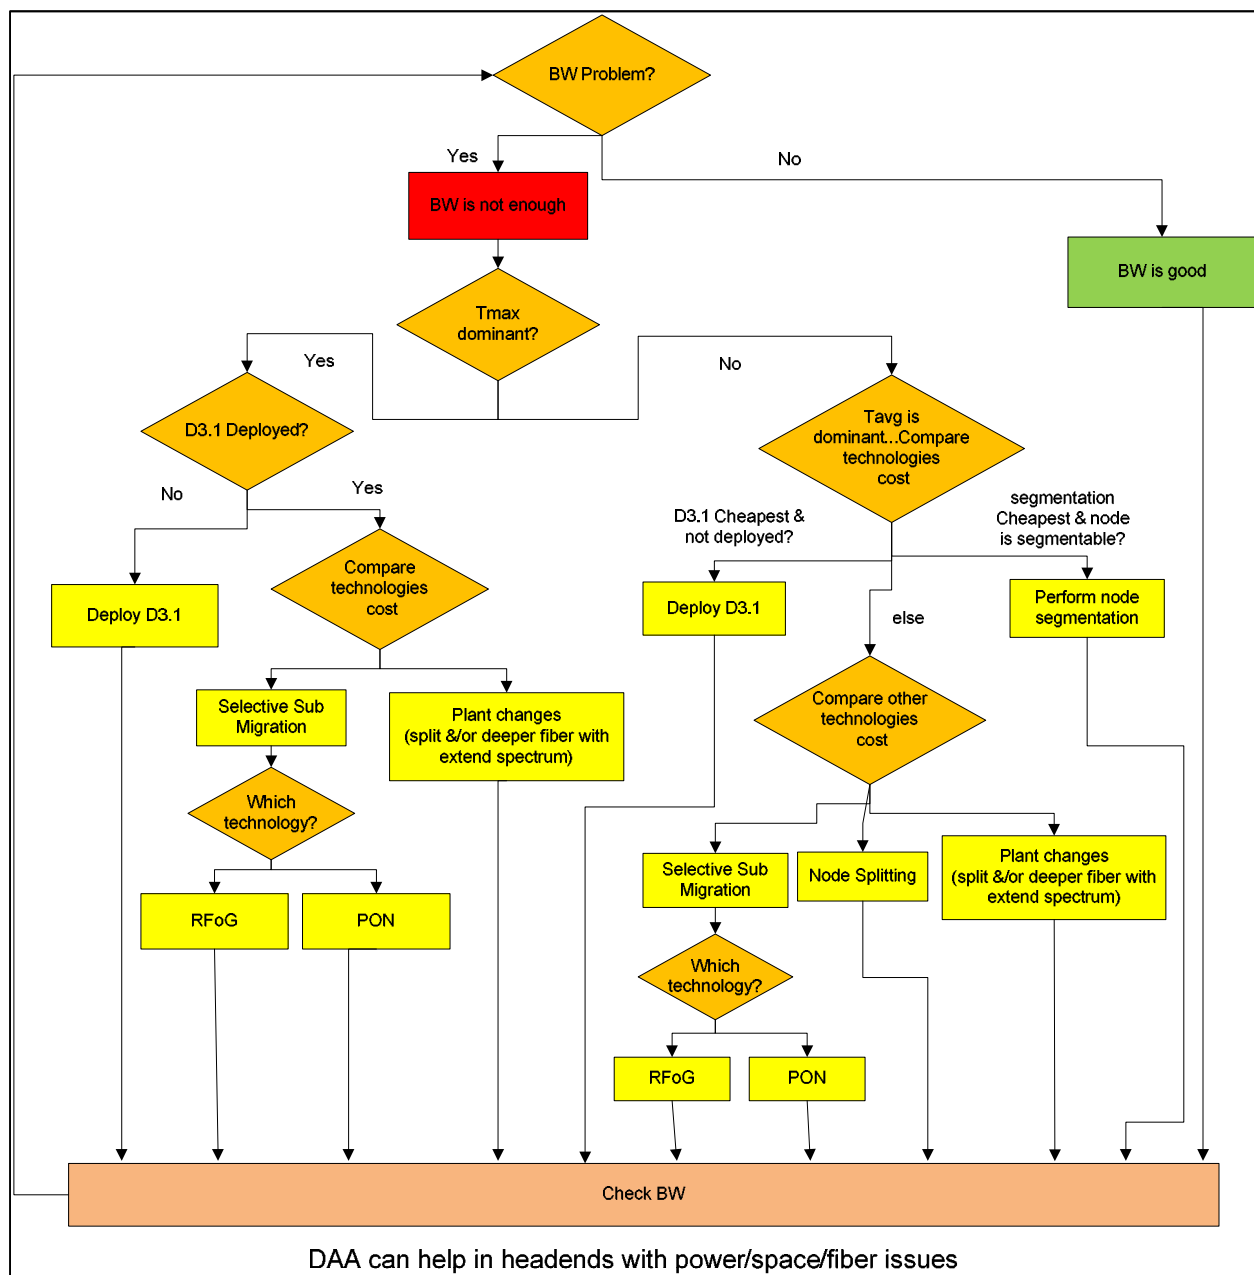 BW Problem?
Yes
No
BW is not enough
BW is good
Tmax
dominant?
Yes
No
D3.1 Deployed?
Tavg is
dominant...Compare
technologies
cost
No
Yes
D3.1 Cheapest &
not deployed?
segmentation
Cheapest & node
is segmentable?
Compare
technologies
cost
Deploy D3.1
Deploy D3.1
Perform node
segmentation
else
Selective Sub
Migration
Plant changes
(split &/or deeper fiber with
extend spectrum)
Compare other
technologies
cost
Which
technology?
Selective Sub
Migration
Node Splitting
Plant changes
(split &/or deeper fiber with
extend spectrum)
RFoG
PON
Which
technology?
RFoG
PON
Check BW
DAA can help in headends with power/space/fiber issues